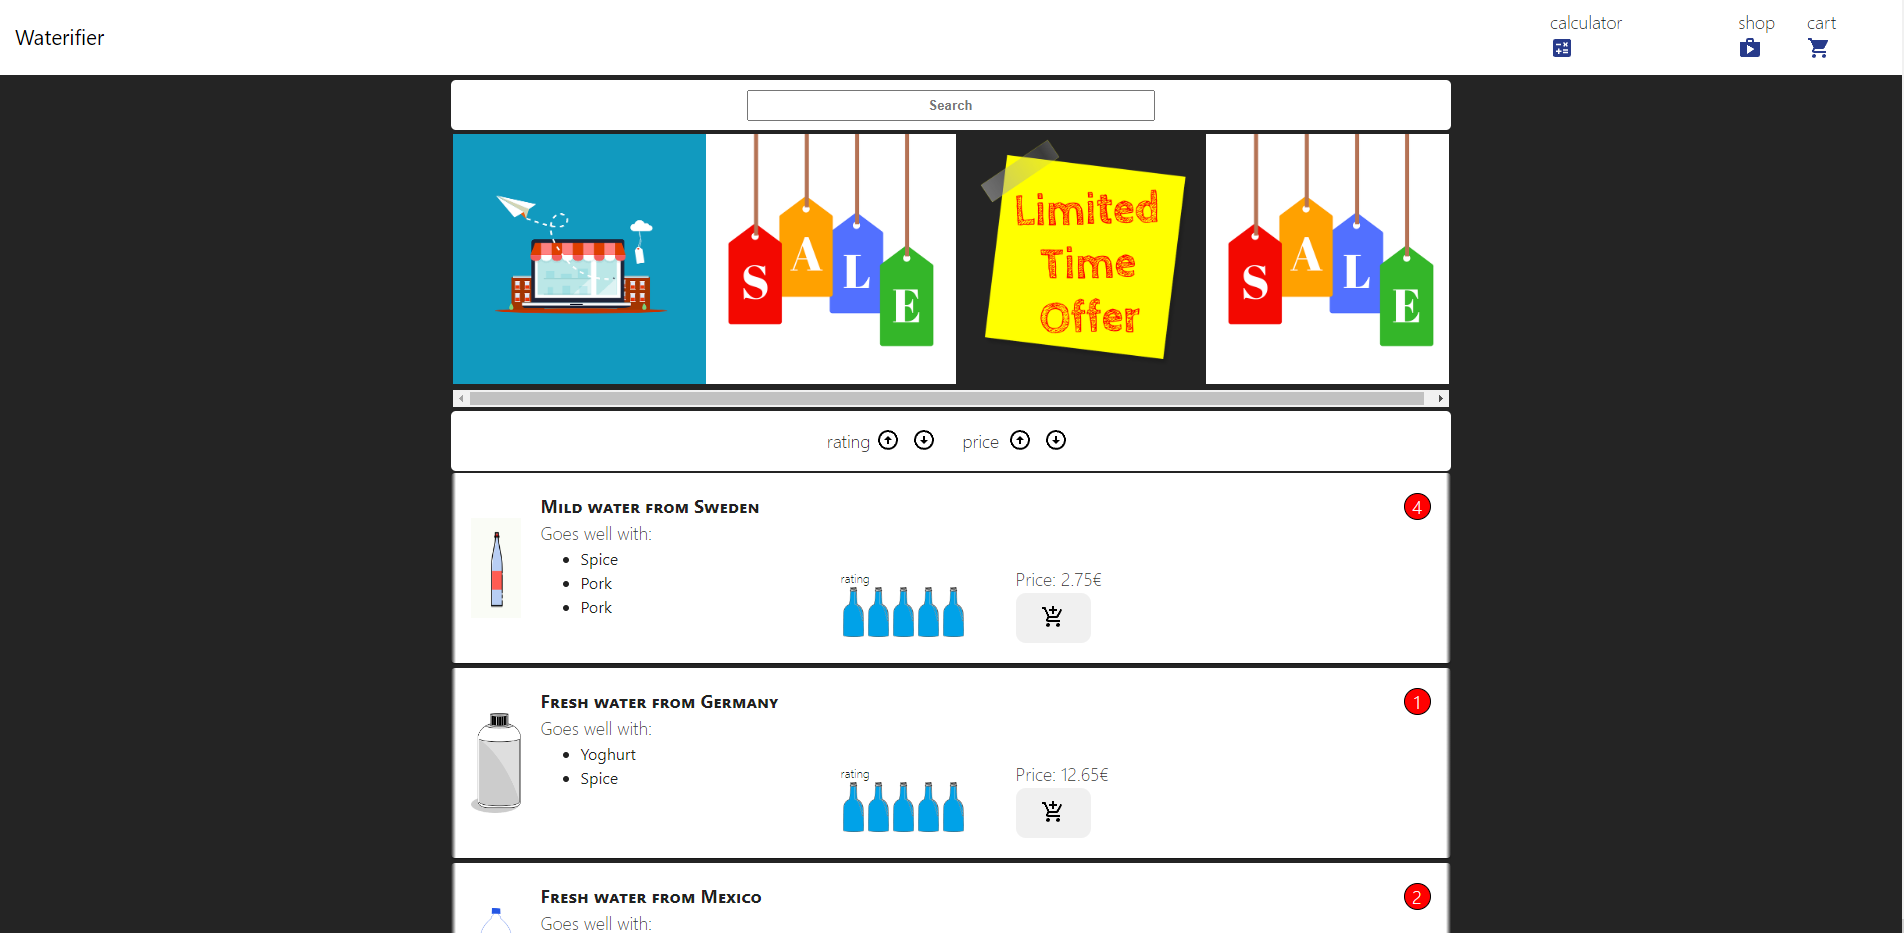 Waterifier
calculator
shop
cart
Search
S A L E
Limited
Time
Offer
S A L E
rating
price
Mild water from Sweden
4
Goes well with:
Spice
Pork
Pork
rating
Price: 2.75€
Fresh water from Germany
1
Goes well with:
Yoghurt
Spice
rating
Price: 12.65€
Fresh water from Mexico
2
Goes well with: